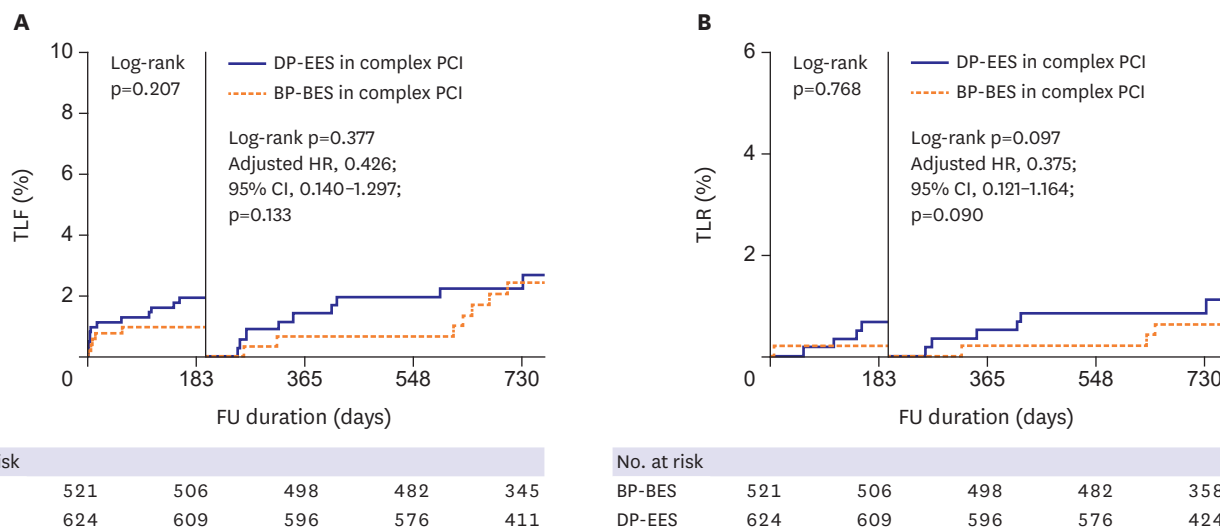 A
10
8
6
4
2
0
TLF (%)
Log-rank
p=0.207
DP-EES in complex PCI
BP-BES in complex PCI
Log-rank p=0.377
Adjusted HR, 0.426;
95% CI, 0.140–1.297;
p=0.133
183 365 548 730
FU duration (days)
521 506 498 482 345
624 609 596 576 411
B
6
4
2
0
TLR (%)
Log-rank
p=0.768
DP-EES in complex PCI
BP-BES in complex PCI
Log-rank p=0.097
Adjusted HR, 0.375;
95% CI, 0.121–1.164;
p=0.090
183 365 548 730
FU duration (days)
No. at risk
BP-BES 521 506 498 482 358
DP-EES 624 609 596 576 424